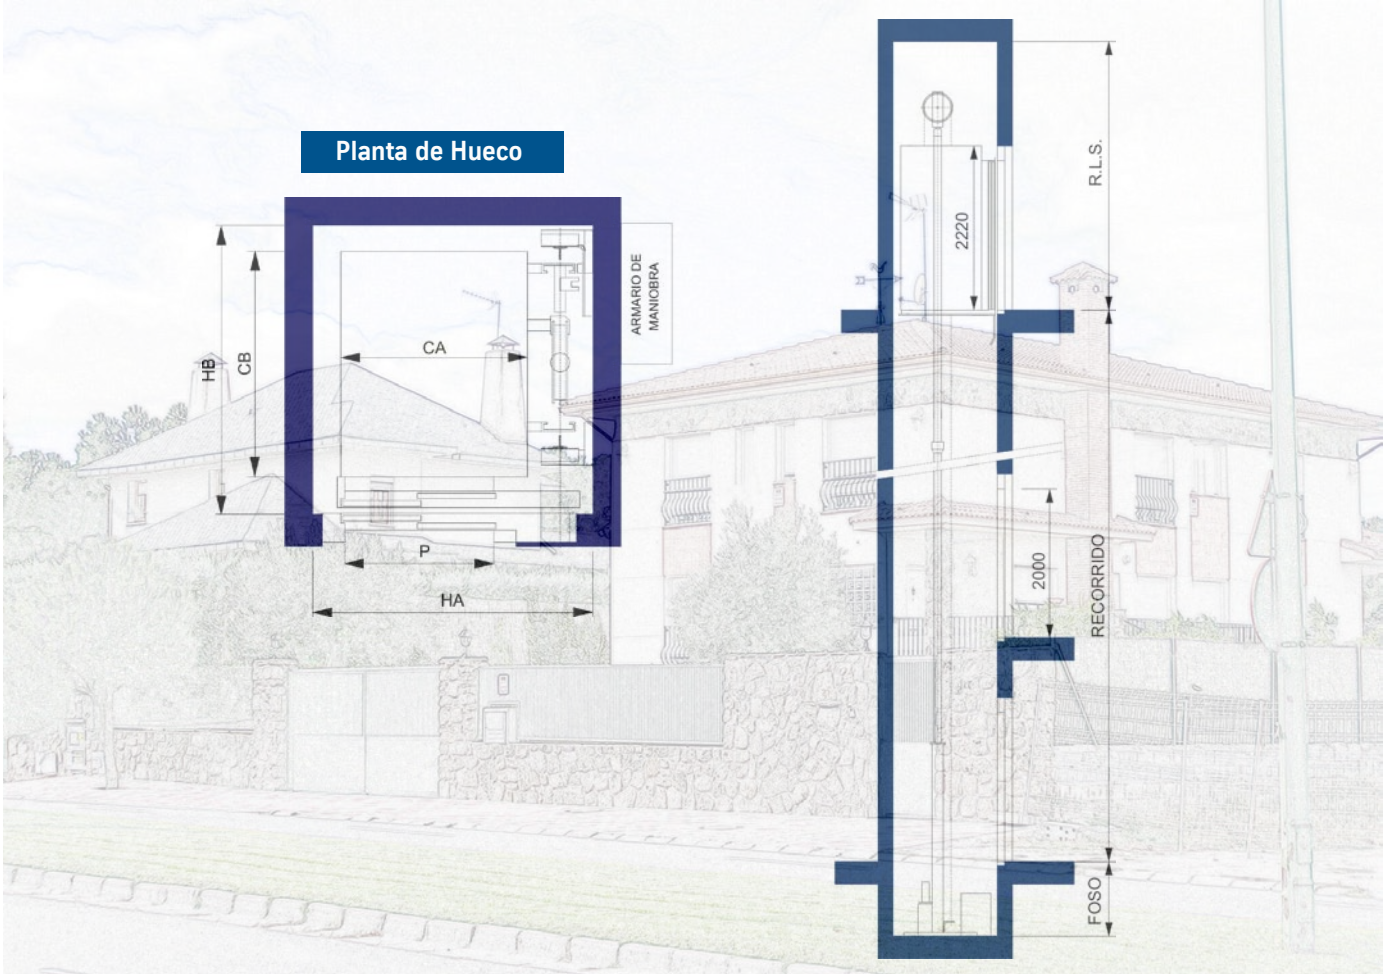 Planta de Hueco
ARMARIO DE
MANIOBRA
HB
CB
CA
P
HA
R.L.S.
2220
2000
RECORRIDO
FOSO